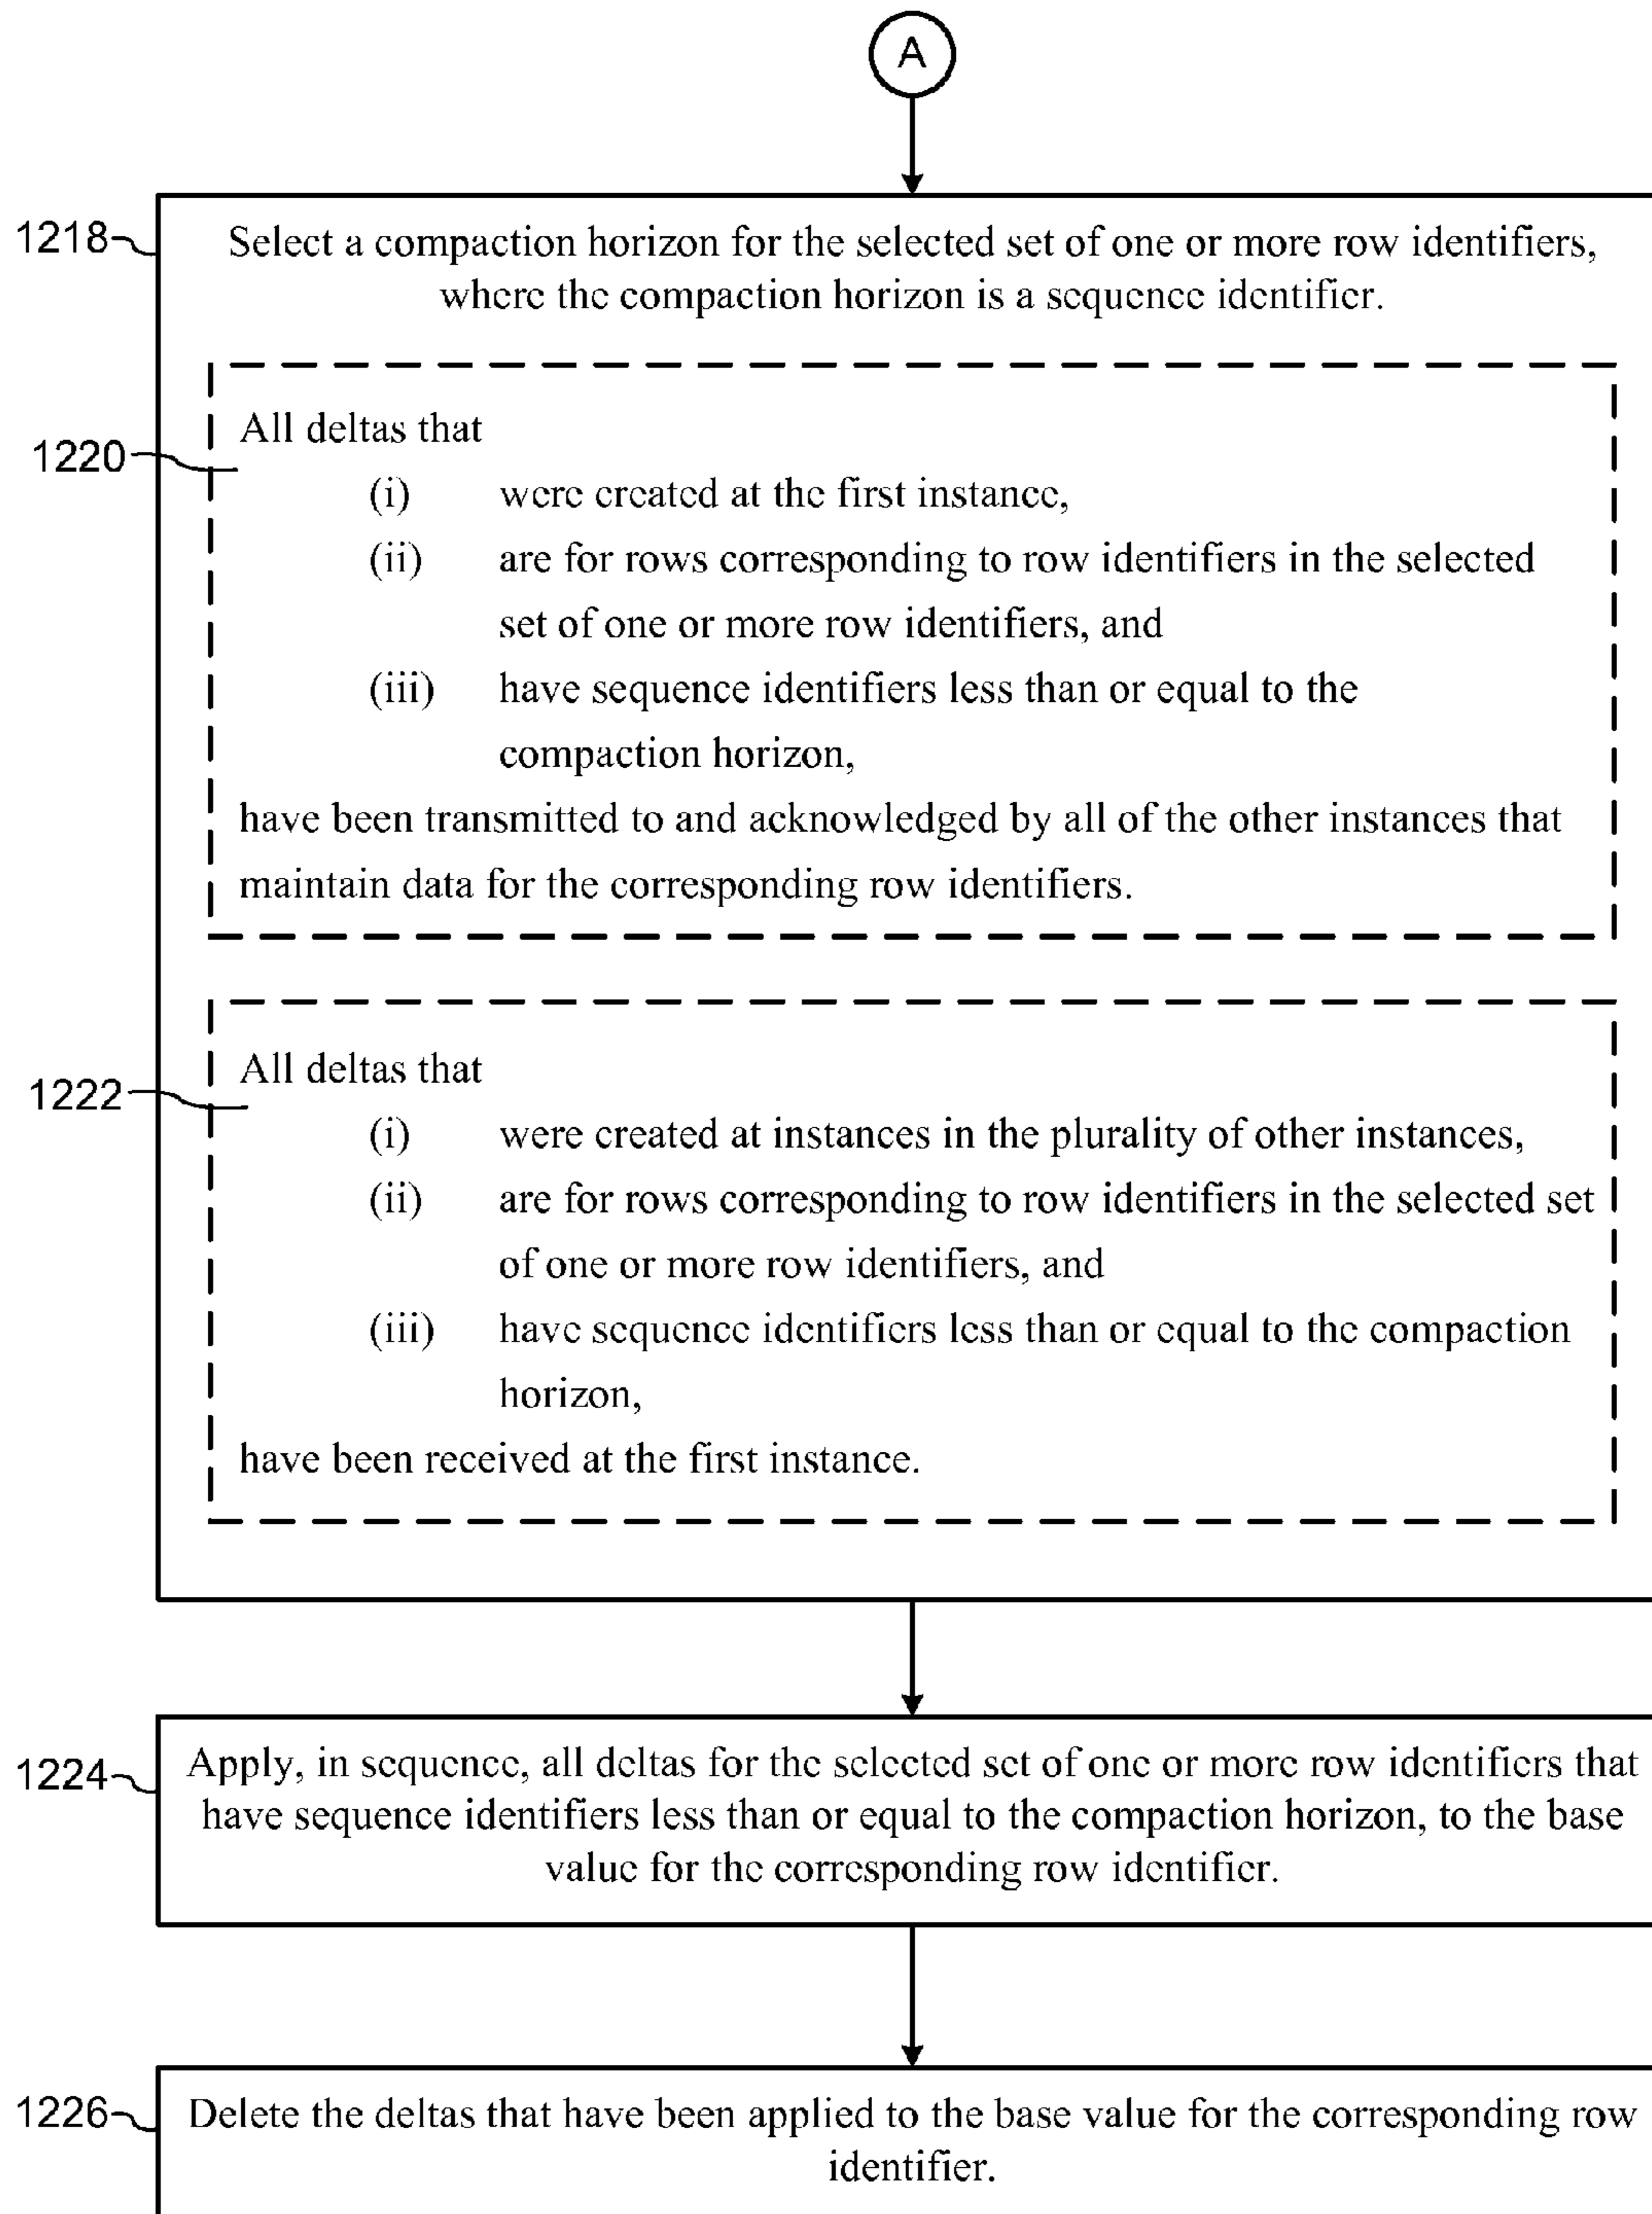 A
1218
Select a compaction horizon for the selected set of one or more row identifiers,
where the compaction horizon is a sequence identifier.
1220
All deltas that
(i) were created at the first instance,
(ii) are for rows corresponding to row identifiers in the selected
set of one or more row identifiers, and
(iii) have sequence identifiers less than or equal to the
compaction horizon,
have been transmitted to and acknowledged by all of the other instances that
maintain data for the corresponding row identifiers.
1222
All deltas that
(i) were created at instances in the plurality of other instances,
(ii) are for rows corresponding to row identifiers in the selected set
of one or more row identifiers, and
(iii) have sequence identifiers less than or equal to the compaction
horizon,
have been received at the first instance.
1224
Apply, in sequence, all deltas for the selected set of one or more row identifiers that
have sequence identifiers less than or equal to the compaction horizon, to the base
value for the corresponding row identifier.
1226
Delete the deltas that have been applied to the base value for the corresponding row
identifier.